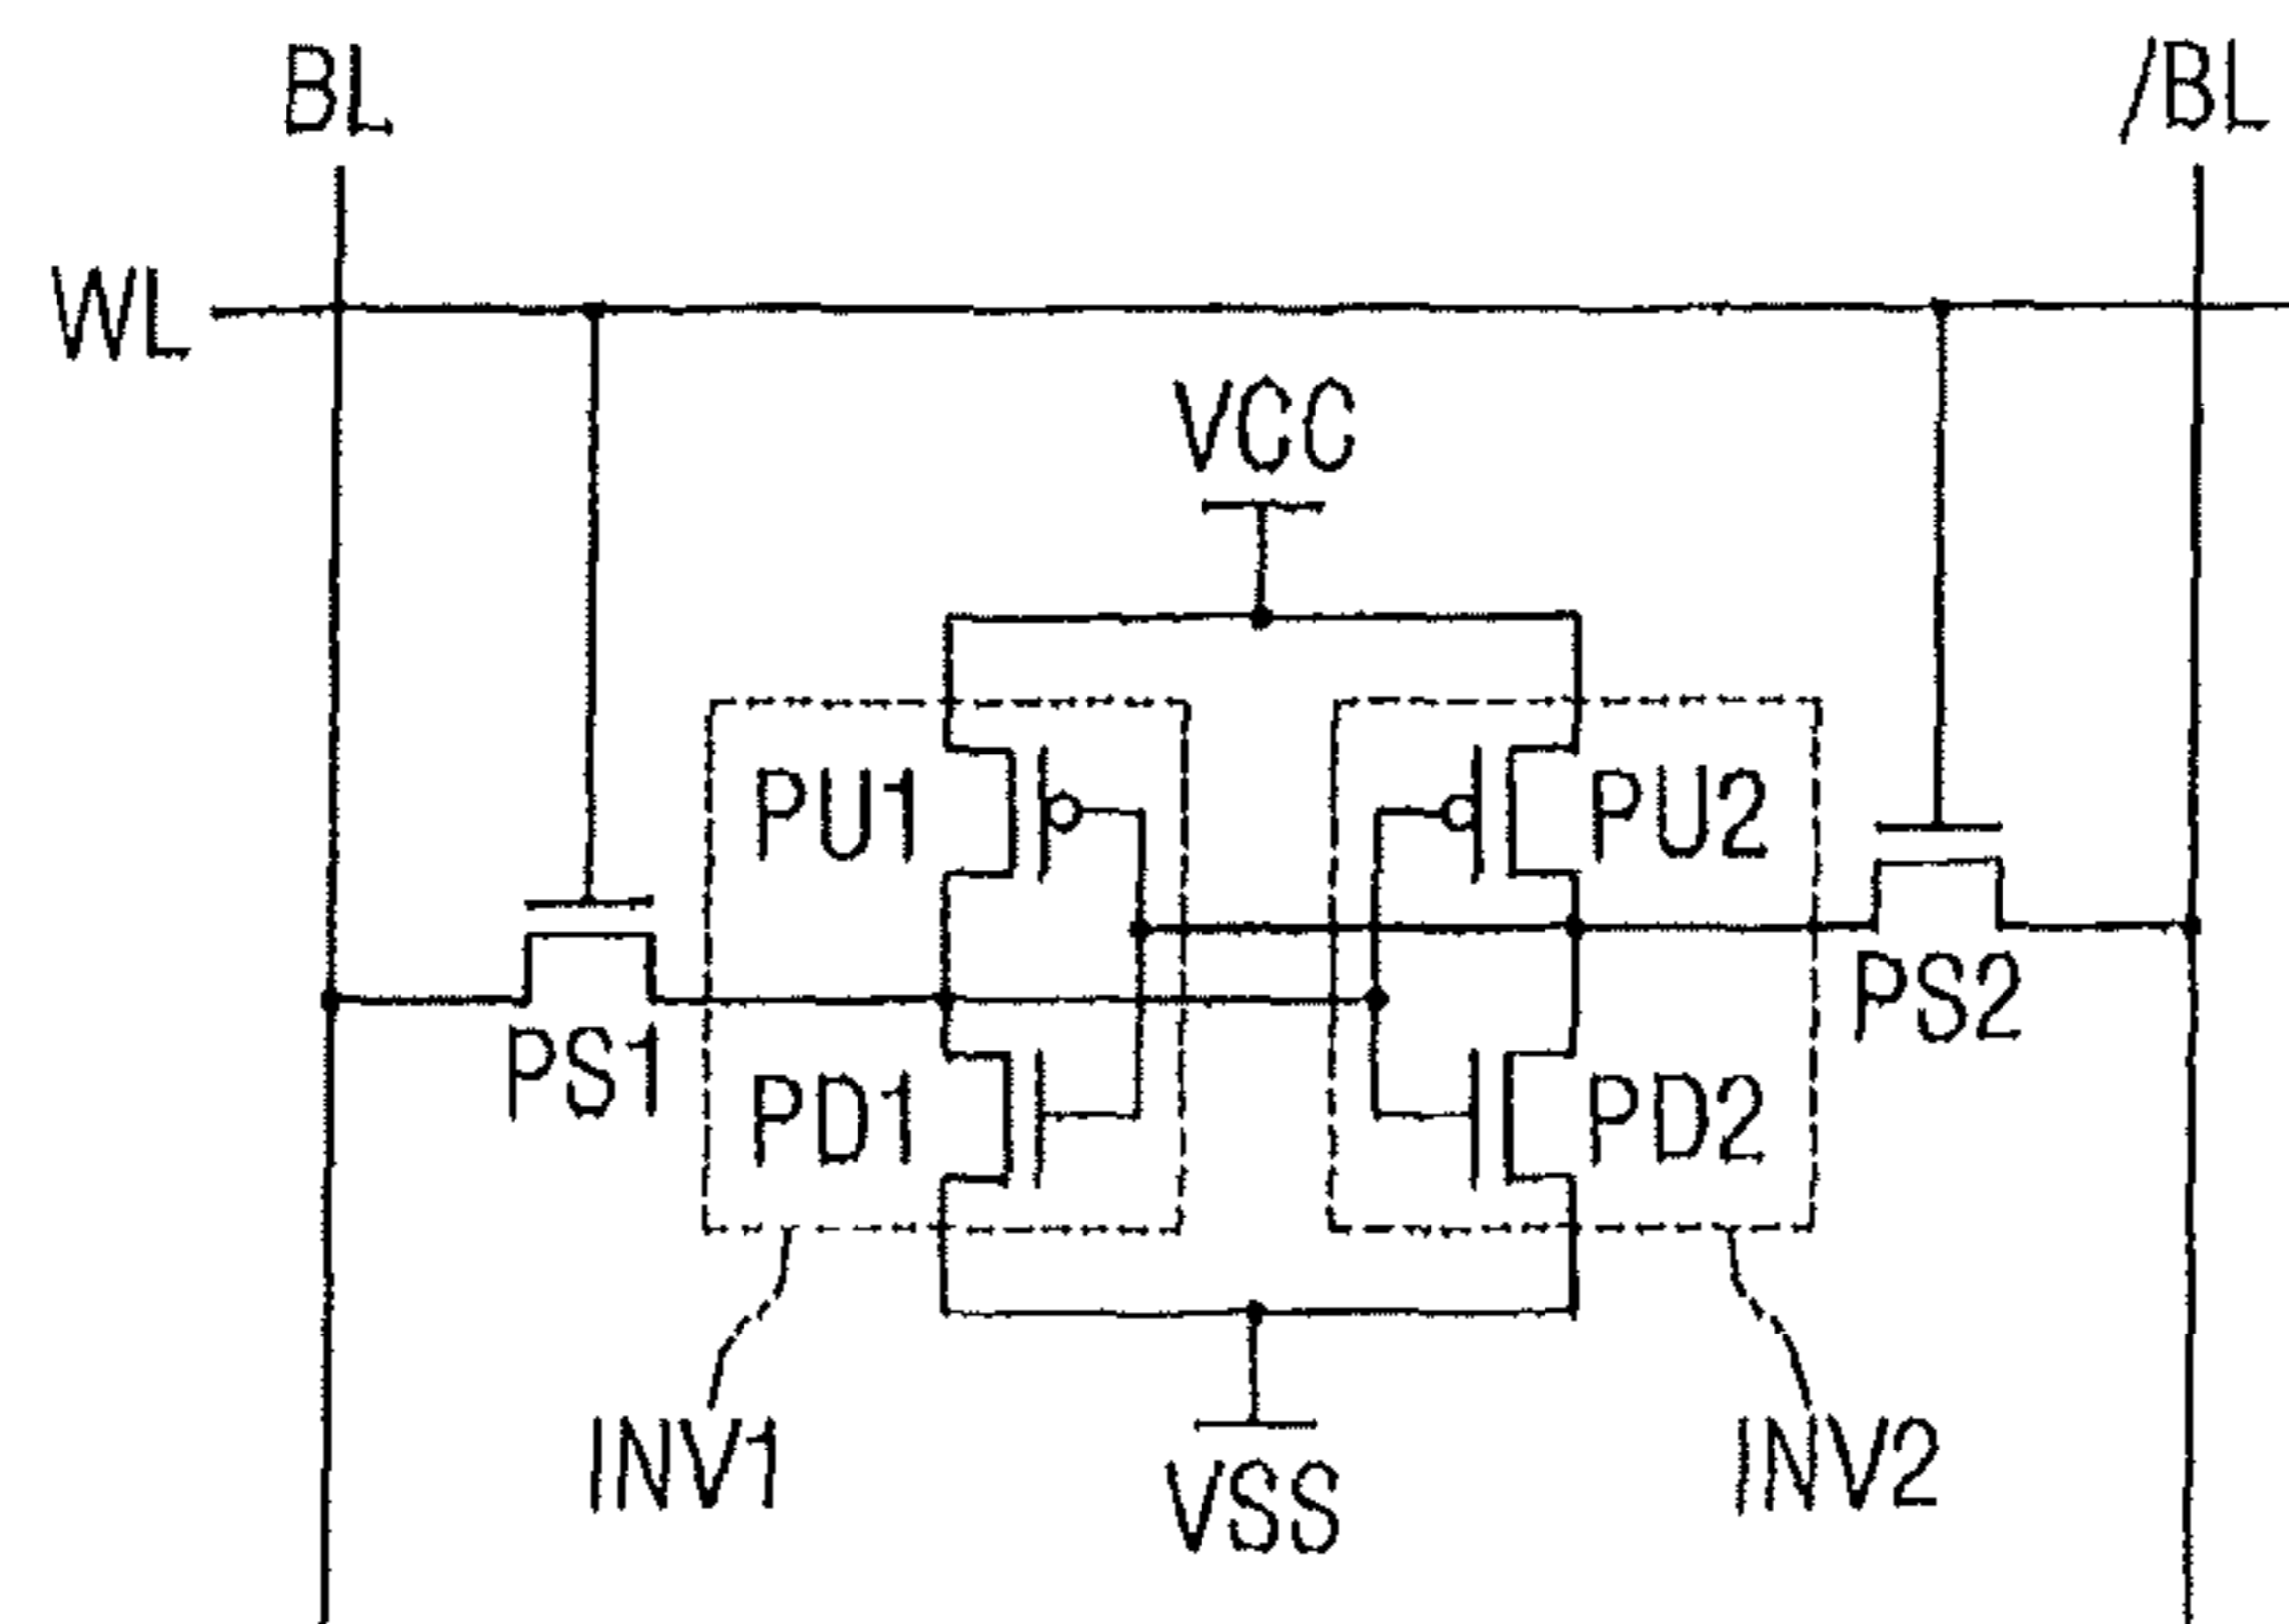 BL
/BL
WL
VCC
PU1
PU2
PS2
PS1
PD1
PD2
INV1
INV2
VSS